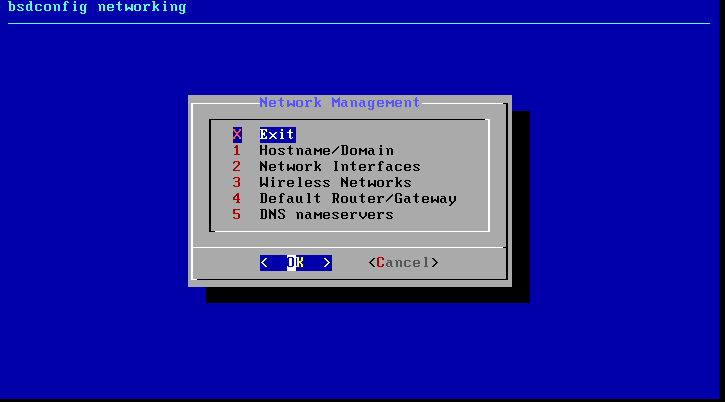 bsdconfig networking
Network Management
X Exit
1 Hostname/Domain
2 Network Interfaces
3 Wireless Networks
4 Default Router/Gateway
5 DNS nameservers
< OK > <Cancel>